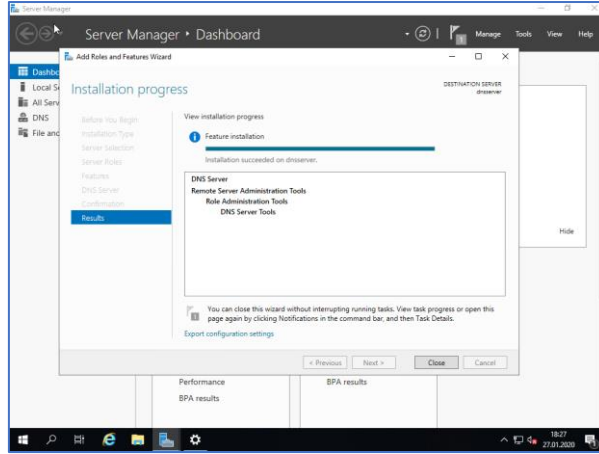 Server Manager
Server Manager • Dashboard
1
Manage
Tools
View
Help
Add Roles and Features Wizard
Installation progress
DESTINATION SERVER
dnsserver
Dashbo
Local Se
All Serv
DNS
File and
Before You Begin
Installation Type
Server Selection
Server Roles
Features
DNS Server
Confirmation
Results
View installation progress
Feature installation
Installation succeeded on dnsserver.
DNS Server
Remote Server Administration Tools
Role Administration Tools
DNS Server Tools
Hide
You can close this wizard without interrupting running tasks. View task progress or open this
page again by clicking Notifications in the command bar, and then Task Details.
Export configuration settings
< Previous
Next >
Close
Cancel
Performance
BPA results
BPA results
18:27
27.01.2020